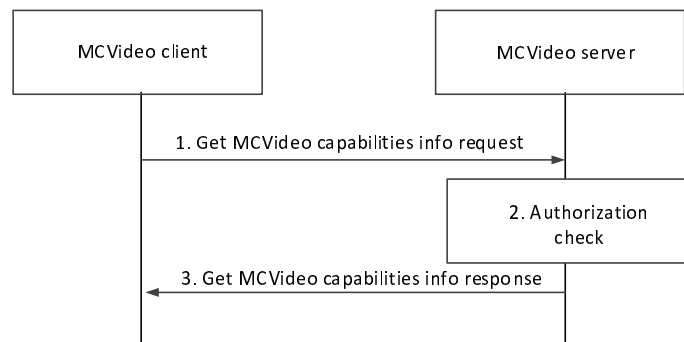 MCVideo client
MCVideo server
1. Get MCVideo capabilities info request
2. Authorization
check
3. Get MCVideo capabilities info response